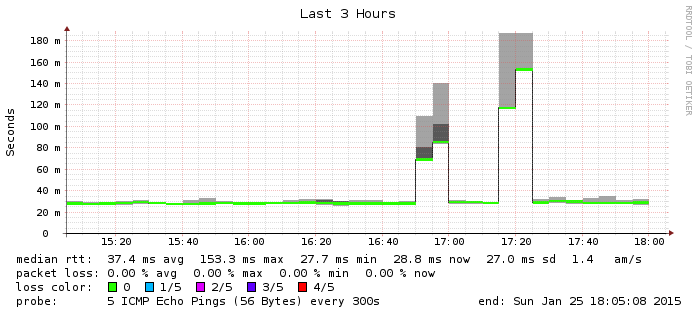 Last 3 Hours
RRDTOOL / TOBI OETIKER
Seconds
180 m
160 m
140 m
120 m
100 m
80 m
60 m
40 m
20 m
0
15:20 15:40 16:00 16:20 16:40 17:00 17:20 17:40 18:00
median rtt: 37.4 ms avg 153.3 ms max 27.7 ms min 28.8 ms now 27.0 ms sd 1.4 am/s
packet loss: 0.00 % avg 0.00 % max 0.00 % min 0.00 % now
loss color: 0 1/5 2/5 3/5 4/5
probe: 5 ICMP Echo Pings (56 Bytes) every 300s end: Sun Jan 25 18:05:08 2015